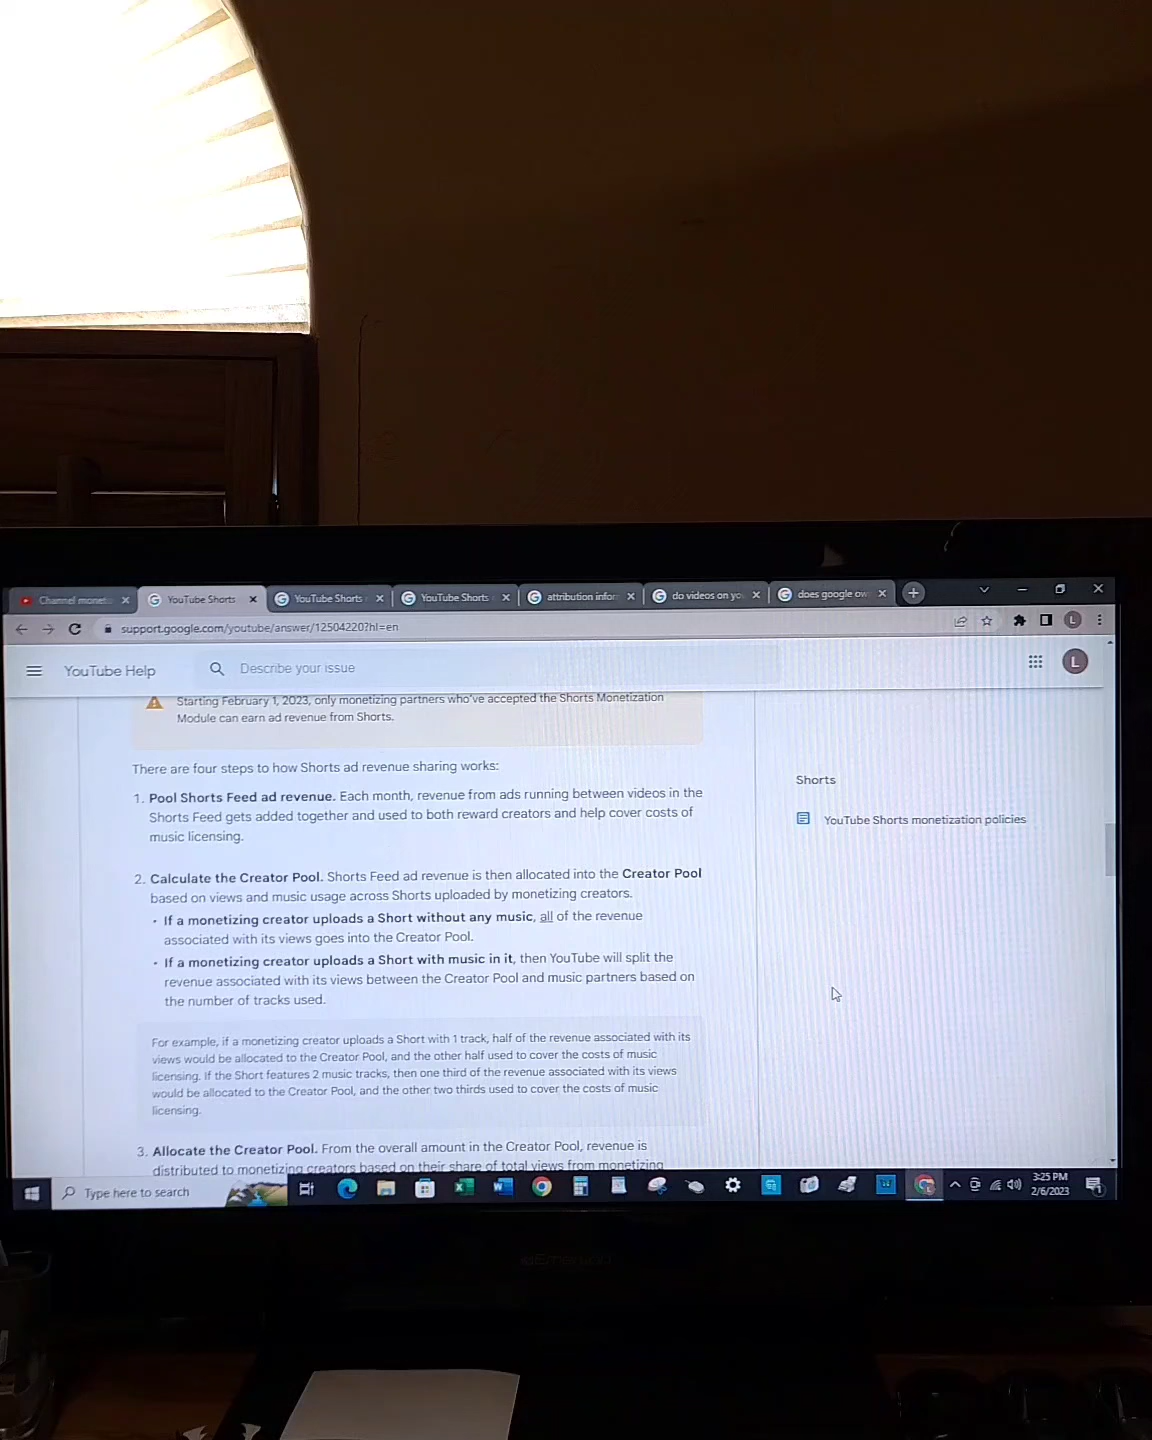 Channel monet
YouTube Shorts
YouTube Shorts
YouTube Shorts
attribution infor
do videos on yo
does google ow
support.google.com/youtube/answer/12504220?hl=en
L
YouTube Help
Describe your issue
L
Starting February 1, 2023, only monetizing partners who've accepted the Shorts Monetization
Module can earn ad revenue from Shorts.
There are four steps to how Shorts ad revenue sharing works:
1. Pool Shorts Feed ad revenue. Each month, revenue from ads running between videos in the
Shorts Feed gets added together and used to both reward creators and help cover costs of
music licensing.
2. Calculate the Creator Pool. Shorts Feed ad revenue is then allocated into the Creator Pool
based on views and music usage across Shorts uploaded by monetizing creators.
• If a monetizing creator uploads a Short without any music, all of the revenue
associated with its views goes into the Creator Pool.
• If a monetizing creator uploads a Short with music in it, then YouTube will split the
revenue associated with its views between the Creator Pool and music partners based on
the number of tracks used.
For example, if a monetizing creator uploads a Short with 1 track, half of the revenue associated with its
views would be allocated to the Creator Pool, and the other half used to cover the costs of music
licensing. If the Short features 2 music tracks, then one third of the revenue associated with its views
would be allocated to the Creator Pool, and the other two thirds used to cover the costs of music
licensing.
3. Allocate the Creator Pool. From the overall amount in the Creator Pool, revenue is
distributed to monetizing creators based on their share of total views from monetizing
Shorts
YouTube Shorts monetization policies
Type here to search
3:25 PM
2/6/2023